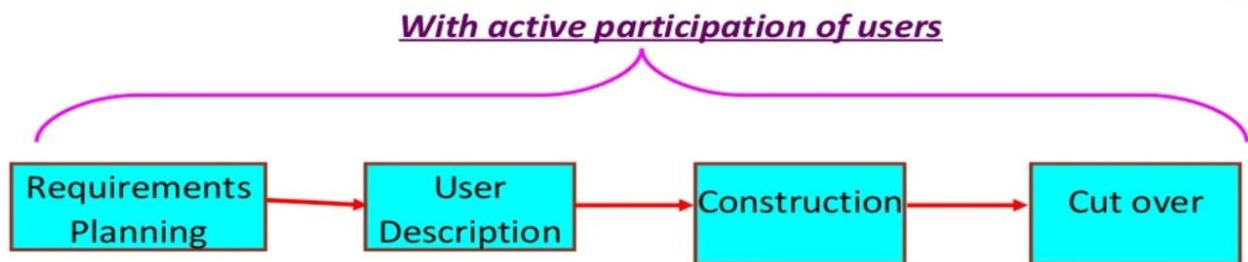 With active participation of users
Requirements
Planning
User
Description
Construction
Cut over